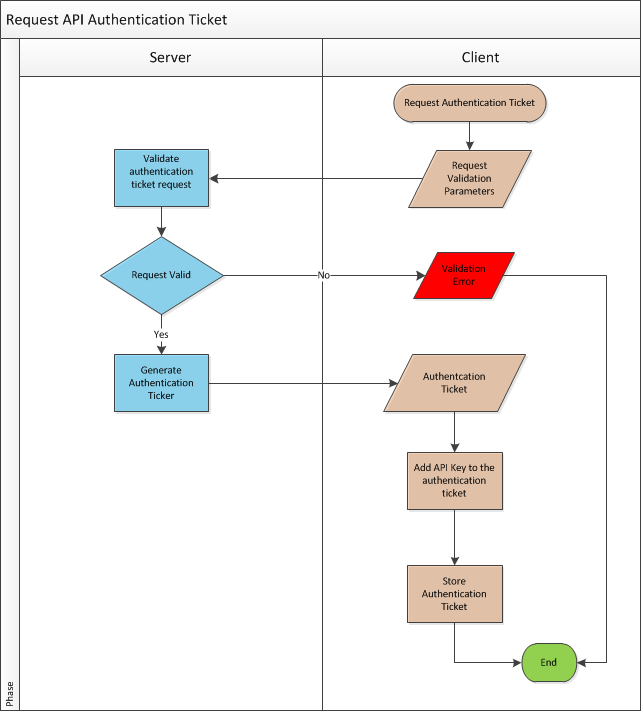 Request API Authentication Ticket
Server
Client
Request Authentication Ticket
Validate
authentication
ticket request
Request
Validation
Parameters
Request Valid
No
Validation
Error
Yes
Generate
Authentication
Ticker
Authentcation
Ticket
Add API Key to the
authentication
ticket
Store
Authentication
Ticket
End
Phase